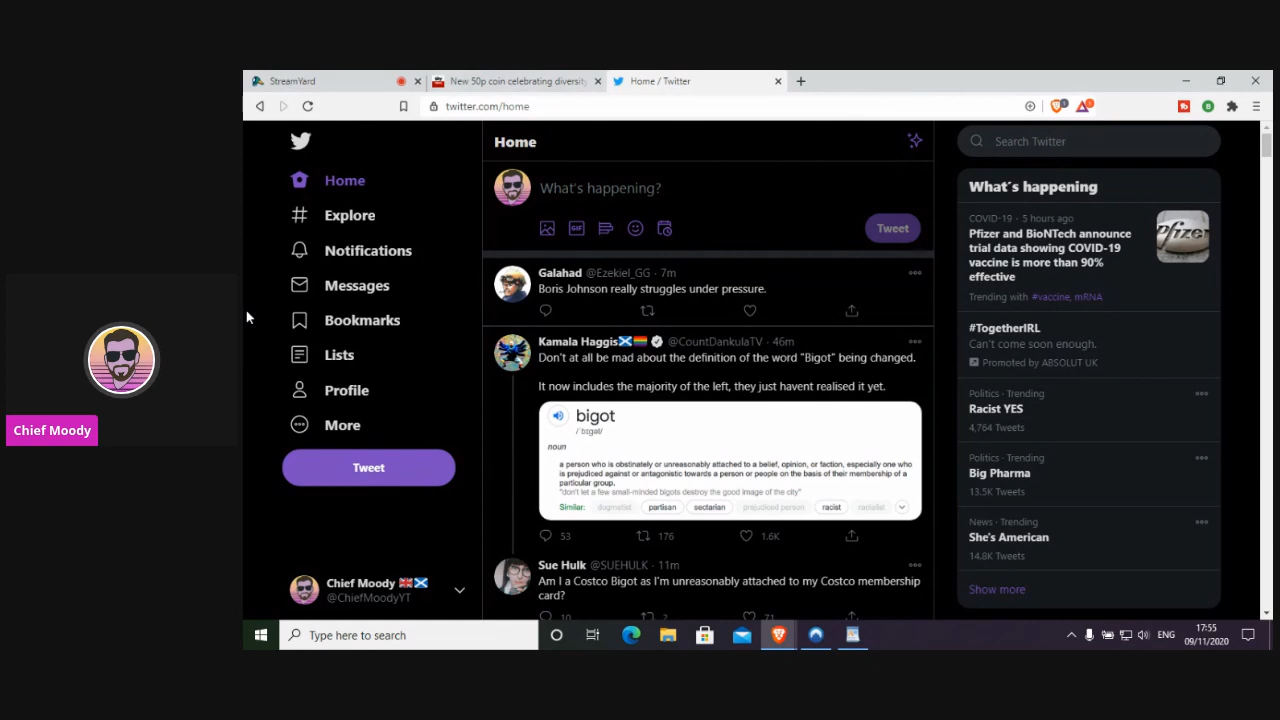 StreamYard
New 50p coin celebrating diversity
Home / Twitter
twitter.com/home
Home
Explore
Notifications
Messages
Bookmarks
Lists
Profile
More
Tweet
Chief Moody
@ChiefMoodyYT
Chief Moody
Home
What's happening?
GIF
Tweet
Galahad @Ezekiel_GG · 7m
Boris Johnson really struggles under pressure.
Kamala Haggis @CountDankulaTV · 46m
Don't at all be mad about the definition of the word "Bigot" being changed.
It now includes the majority of the left, they just havent realised it yet.
bigot
/ˈbɪɡət/
noun
a person who is obstinately or unreasonably attached to a belief, opinion, or faction, especially one who
is prejudiced against or antagonistic towards a person or people on the basis of their membership of a
particular group.
"don't let a few small-minded bigots destroy the good image of the city"
Similar: dogmatist partisan sectarian prejudiced person racist racialist
53 176 1.6K
Sue Hulk @SUEHULK · 11m
Am I a Costco Bigot as I'm unreasonably attached to my Costco membership
card?
10 2 71
Search Twitter
What's happening
COVID-19 · 5 hours ago
Pfizer and BioNTech announce
trial data showing COVID-19
vaccine is more than 90%
effective
Trending with #vaccine, mRNA
#TogetherIRL
Can't come soon enough.
Promoted by ABSOLUT UK
Politics · Trending
Racist YES
4,764 Tweets
Politics · Trending
Big Pharma
13.5K Tweets
News · Trending
She's American
14.8K Tweets
Show more
Type here to search
ENG
17:55
09/11/2020